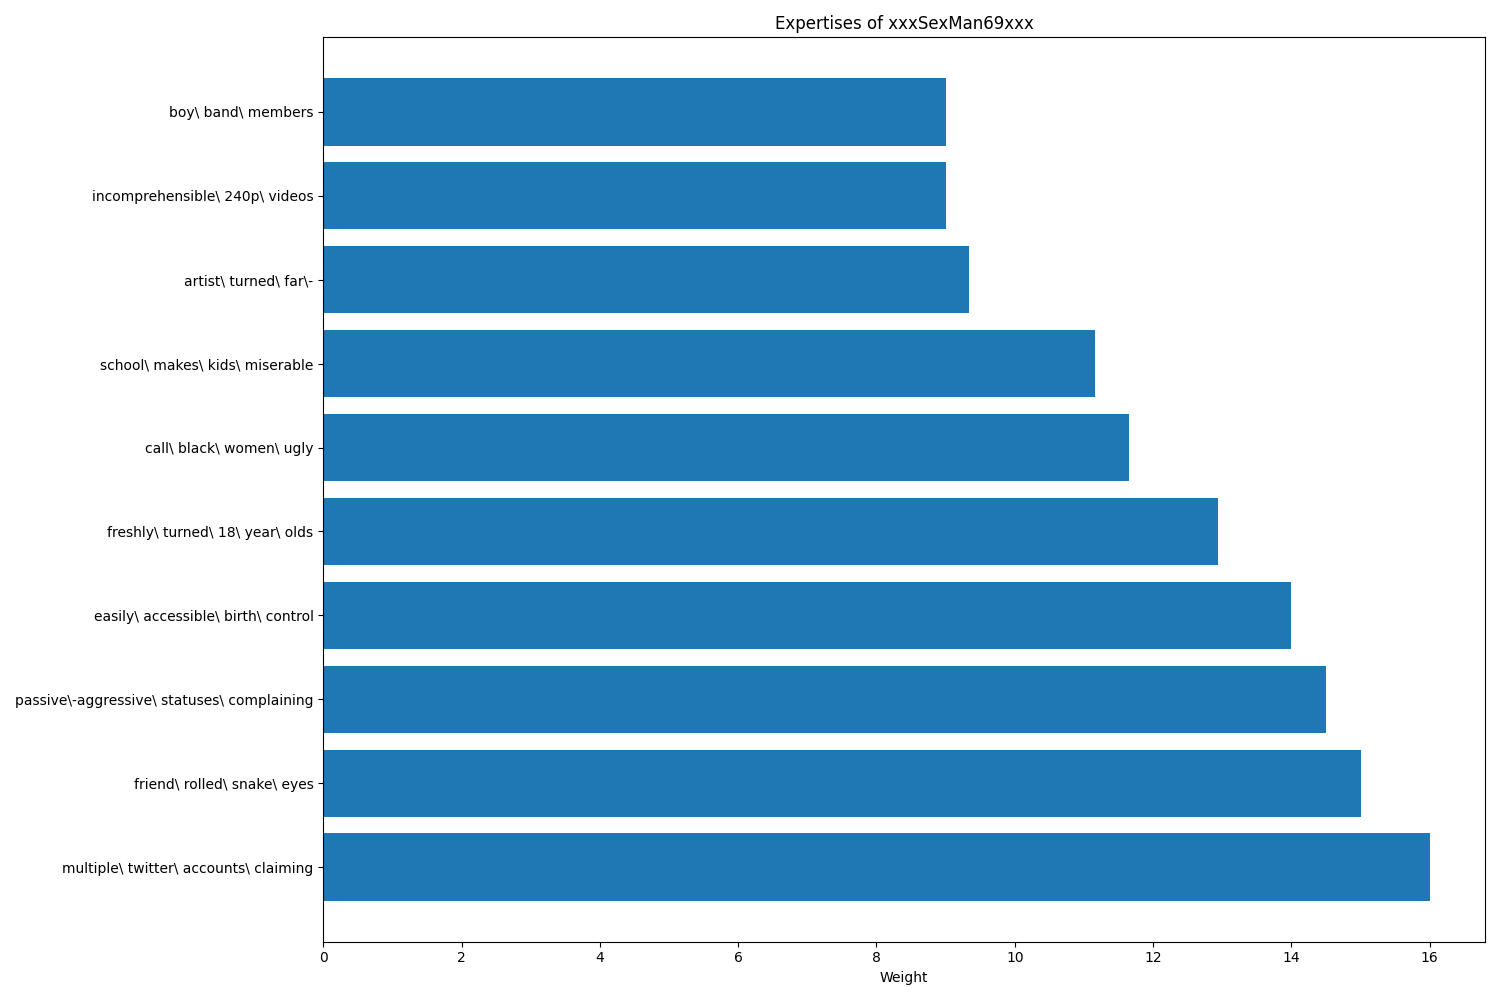 Expertises of xxxSexMan69xxx
boy\ band\ members
incomprehensible\ 240p\ videos
artist\ turned\ far\-
school\ makes\ kids\ miserable
call\ black\ women\ ugly
freshly\ turned\ 18\ year\ olds
easily\ accessible\ birth\ control
passive\-aggressive\ statuses\ complaining
friend\ rolled\ snake\ eyes
multiple\ twitter\ accounts\ claiming
0 2 4 6 8 10 12 14 16
Weight